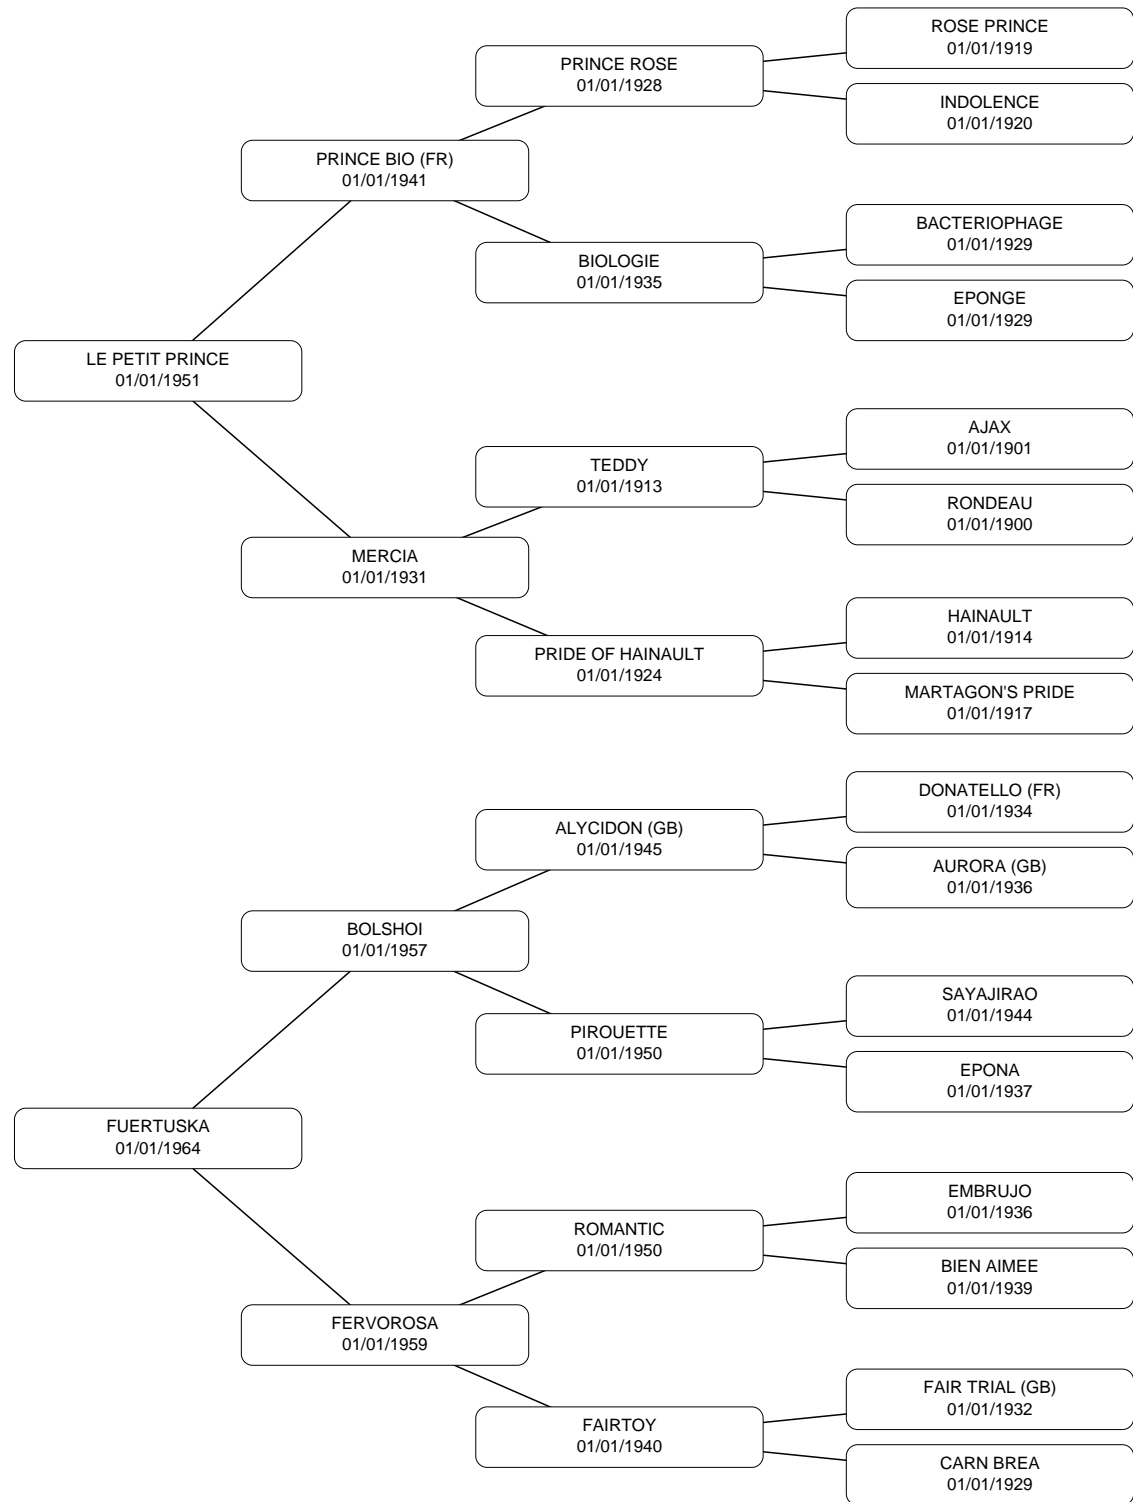 ROSE PRINCE
01/01/1919
PRINCE ROSE
01/01/1928
INDOLENCE
01/01/1920
PRINCE BIO (FR)
01/01/1941
BACTERIOPHAGE
01/01/1929
BIOLOGIE
01/01/1935
EPONGE
01/01/1929
LE PETIT PRINCE
01/01/1951
AJAX
01/01/1901
TEDDY
01/01/1913
RONDEAU
01/01/1900
MERCIA
01/01/1931
HAINAULT
01/01/1914
PRIDE OF HAINAULT
01/01/1924
MARTAGON'S PRIDE
01/01/1917
DONATELLO (FR)
01/01/1934
ALYCIDON (GB)
01/01/1945
AURORA (GB)
01/01/1936
BOLSHOI
01/01/1957
SAYAJIRAO
01/01/1944
PIROUETTE
01/01/1950
EPONA
01/01/1937
FUERTUSKA
01/01/1964
EMBRUJO
01/01/1936
ROMANTIC
01/01/1950
BIEN AIMEE
01/01/1939
FERVOROSA
01/01/1959
FAIR TRIAL (GB)
01/01/1932
FAIRTOY
01/01/1940
CARN BREA
01/01/1929